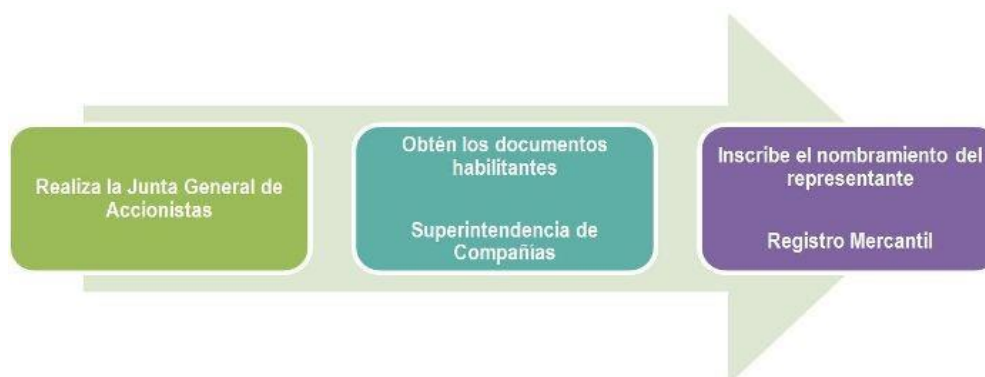 Realiza la Junta General de
Accionistas
Obtén los documentos
habilitantes
Superintendencia de
Compañías
Inscribe el nombramiento del
representante
Registro Mercantil